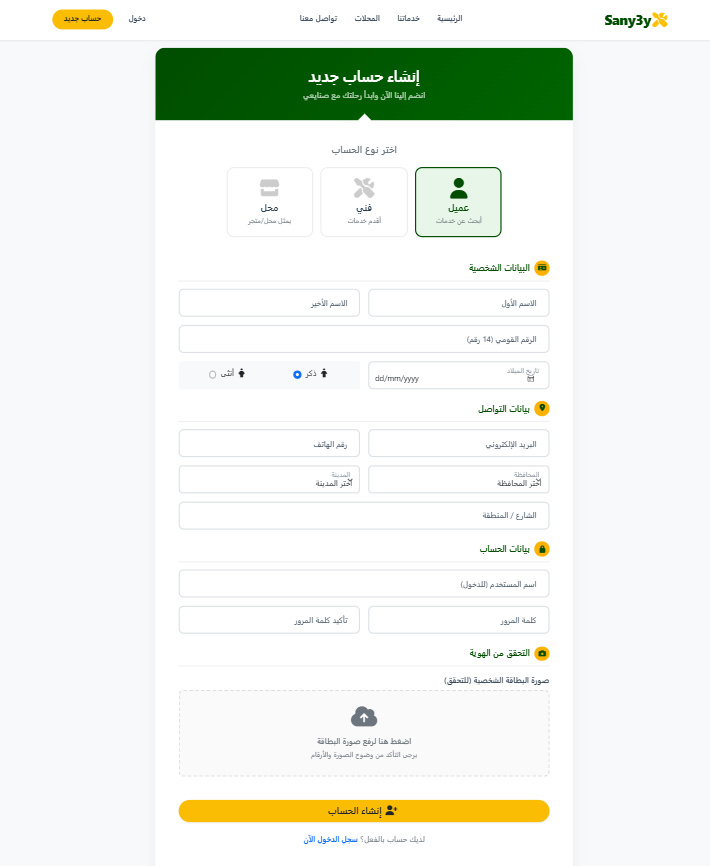 Sany3y
الرئيسية خدماتنا المحلات تواصل معنا
دخول
حساب جديد
إنشاء حساب جديد
انضم إلينا الآن وابدأ رحلتك مع صنايعي
اختر نوع الحساب
عميل
أبحث عن خدمات
فني
أقدم خدمات
محل
يمثل محل/متجر
البيانات الشخصية
الاسم الأول
الاسم الأخير
الرقم القومي (14 رقم)
تاريخ الميلاد
dd/mm/yyyy
ذكر
أنثى
بيانات التواصل
البريد الإلكتروني
رقم الهاتف
المحافظة
اختر المحافظة
المدينة
اختر المدينة
الشارع / المنطقة
بيانات الحساب
اسم المستخدم (للدخول)
كلمة المرور
تأكيد كلمة المرور
التحقق من الهوية
صورة البطاقة الشخصية (للتحقق)
اضغط هنا لرفع صورة البطاقة
يرجى التأكد من وضوح الصورة والأرقام
إنشاء الحساب
لديك حساب بالفعل؟ سجل الدخول الآن